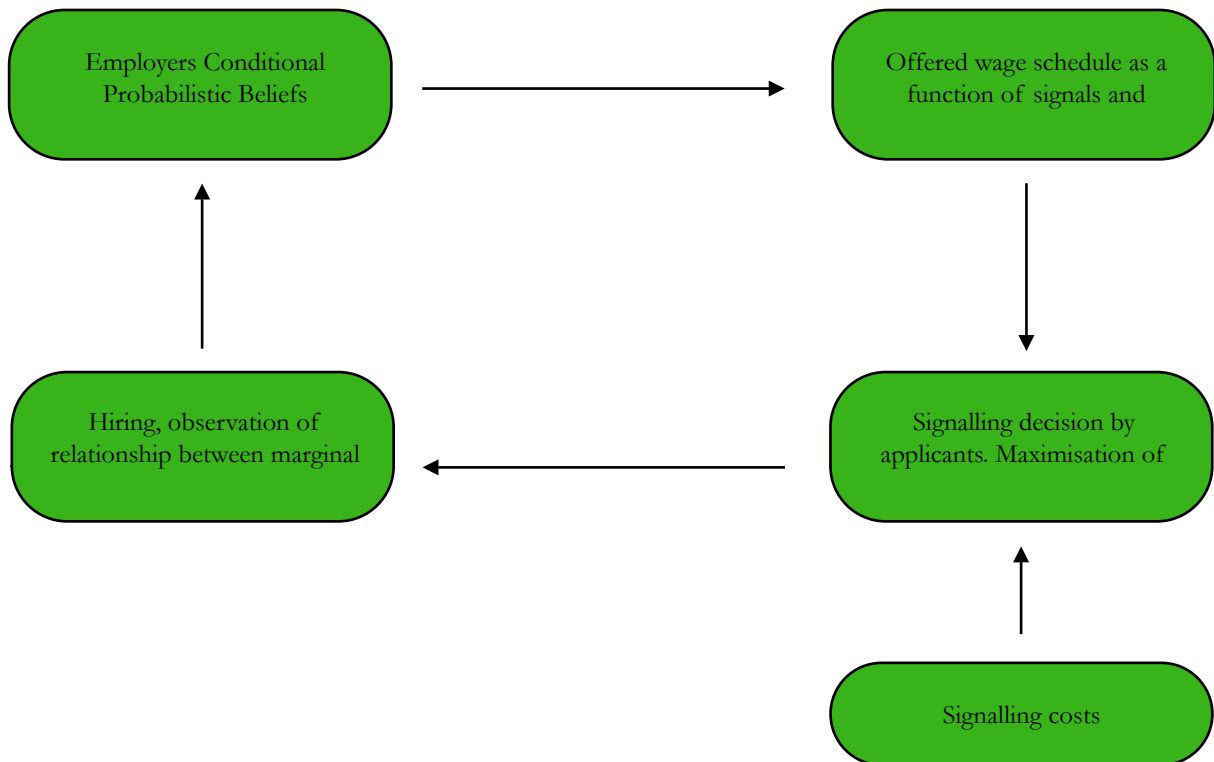 Employers Conditional
Probabilistic Beliefs
Offered wage schedule as a
function of signals and
Hiring, observation of
relationship between marginal
Signalling decision by
applicants. Maximisation of
Signalling costs